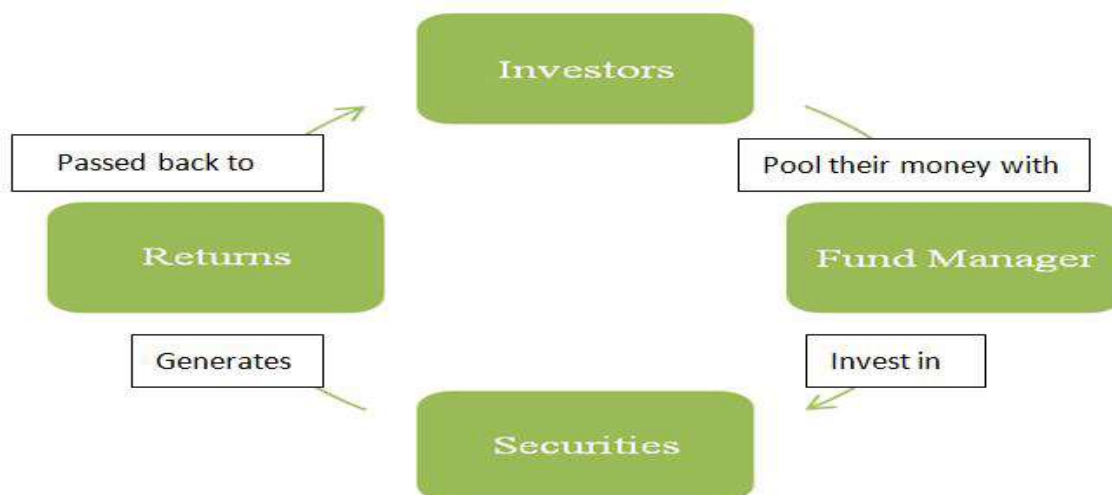 Investors
Passed back to
Pool their money with
Returns
Fund Manager
Generates
Invest in
Securities